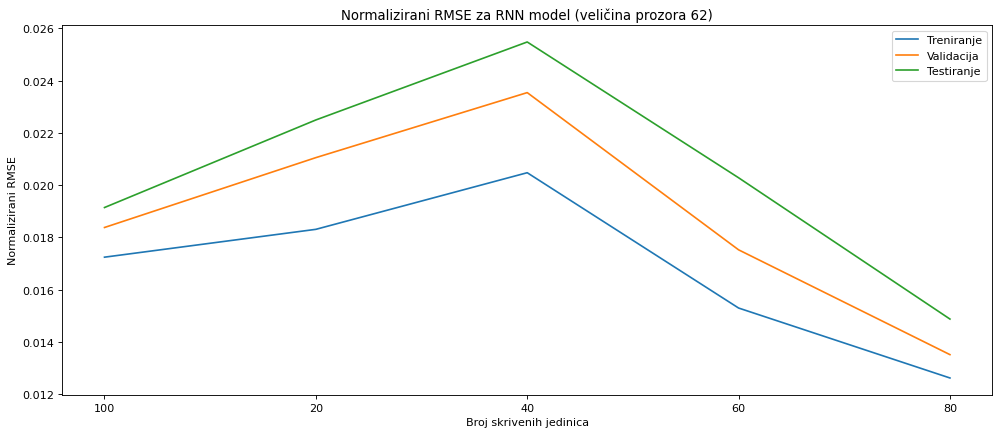 Normalizirani RMSE za RNN model (veličina prozora 62)
Treniranje
Validacija
Testiranje
Normalizirani RMSE
0.026
0.024
0.022
0.020
0.018
0.016
0.014
0.012
100 20 40 60 80
Broj skrivenih jedinica